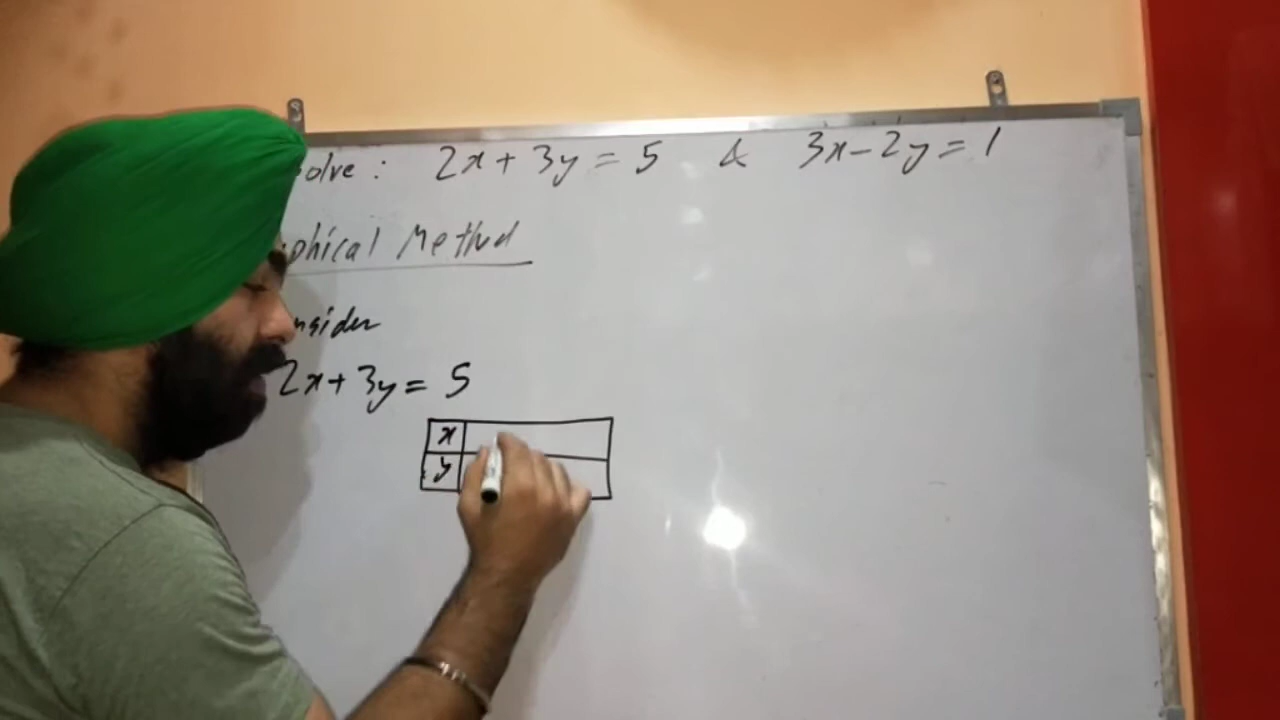 olve : 2x + 3y = 5 & 3x - 2y = 1
phical Method
nsider
2x + 3y = 5
x
y